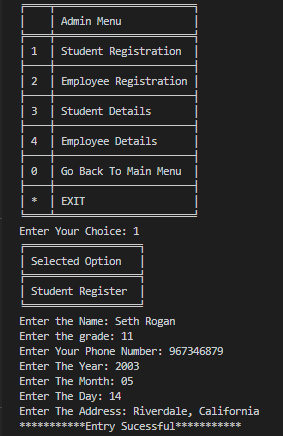 Admin Menu
1 Student Registration
2 Employee Registration
3 Student Details
4 Employee Details
0 Go Back To Main Menu
* EXIT
Enter Your Choice: 1
Selected Option
Student Register
Enter the Name: Seth Rogan
Enter the grade: 11
Enter Your Phone Number: 967346879
Enter The Year: 2003
Enter The Month: 05
Enter The Day: 14
Enter The Address: Riverdale, California
***********Entry Sucessful***********